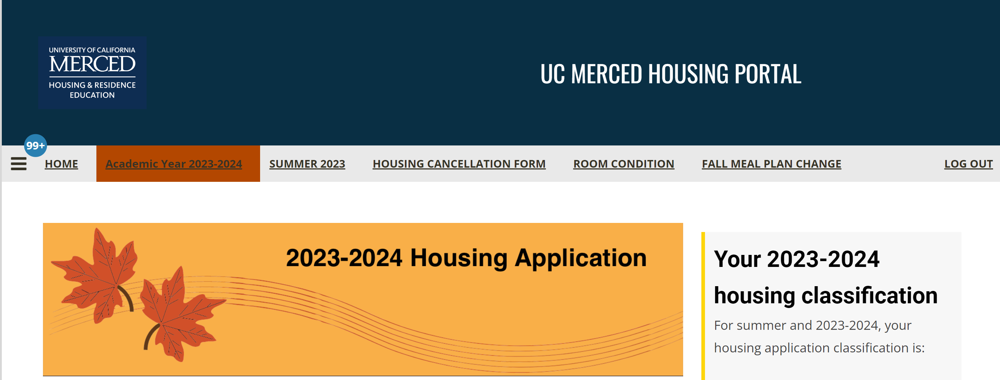 UNIVERSITY OF CALIFORNIA
MERCED
HOUSING & RESIDENCE
EDUCATION
UC MERCED HOUSING PORTAL
99+
HOME Academic Year 2023-2024 SUMMER 2023 HOUSING CANCELLATION FORM ROOM CONDITION FALL MEAL PLAN CHANGE LOG OUT
2023-2024 Housing Application
Your 2023-2024
housing classification
For summer and 2023-2024, your
housing application classification is: